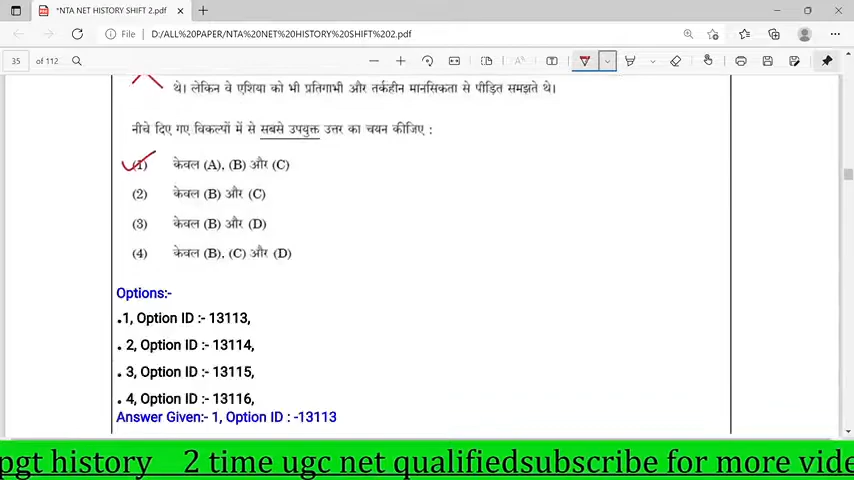 *NTA NET HISTORY SHIFT 2.pdf
File
D:/ALL%20PAPER/NTA%20NET%20HISTORY%20SHIFT%202.pdf
35 of 112
थे। लेकिन वे एशिया को भी प्रतिगाभी और तर्कहीन मानसिकता से पीड़ित समझते थे।
नीचे दिए गए विकल्पों में से सबसे उपयुक्त उत्तर का चयन कीजिए :
(1) केवल (A), (B) और (C)
(2) केवल (B) और (C)
(3) केवल (B) और (D)
(4) केवल (B), (C) और (D)
Options:-
.1, Option ID :- 13113,
. 2, Option ID :- 13114,
. 3, Option ID :- 13115,
. 4, Option ID :- 13116,
Answer Given:- 1, Option ID : -13113
pgt history 2 time ugc net qualifiedsubscribe for more vide